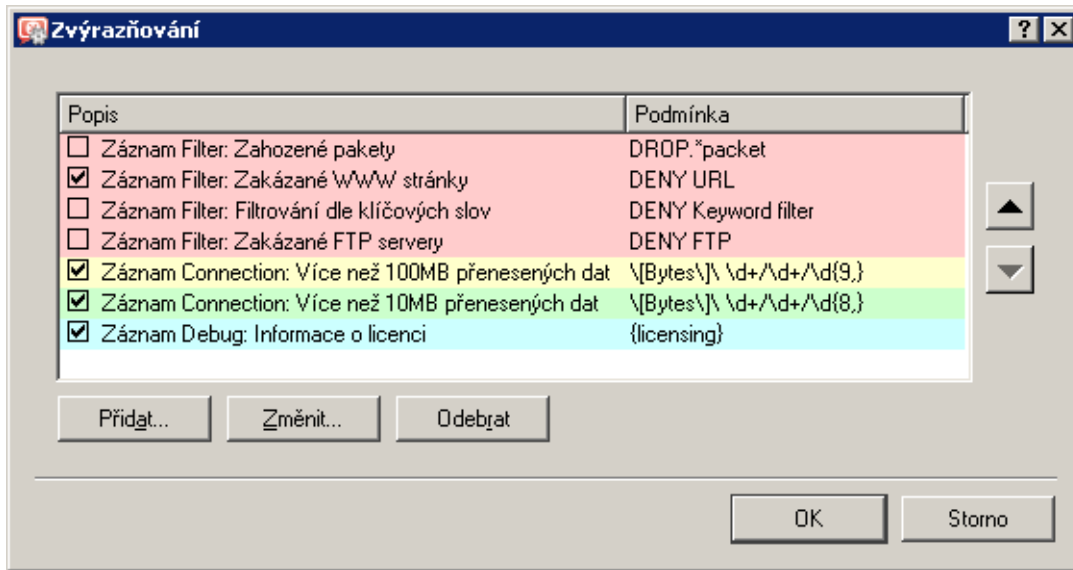 Zvýrazňování
Popis Podmínka
Záznam Filter: Zahozené pakety DROP.*packet
Záznam Filter: Zakázané WWW stránky DENY URL
Záznam Filter: Filtrování dle klíčových slov DENY Keyword filter
Záznam Filter: Zakázané FTP servery DENY FTP
Záznam Connection: Více než 100MB přenesených dat \[Bytes\]\ \d+/\d+/\d{9,}
Záznam Connection: Více než 10MB přenesených dat \[Bytes\]\ \d+/\d+/\d{8,}
Záznam Debug: Informace o licenci {licensing}
Přidat... Změnit... Odebrat
OK Storno